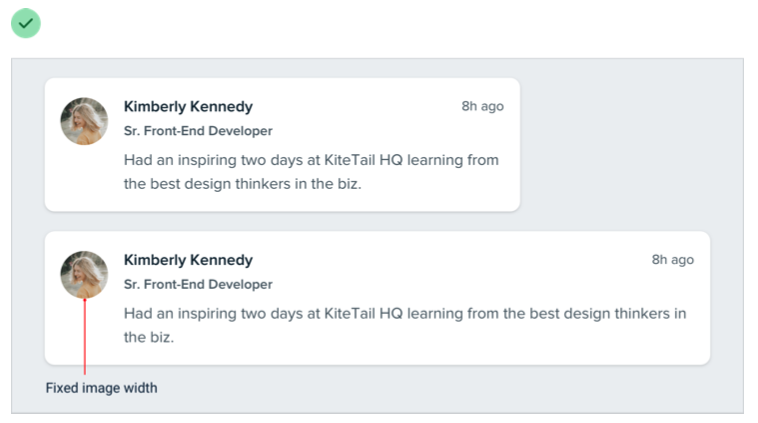 Kimberly Kennedy
8h ago
Sr. Front-End Developer
Had an inspiring two days at KiteTail HQ learning from
the best design thinkers in the biz.
Kimberly Kennedy
8h ago
Sr. Front-End Developer
Had an inspiring two days at KiteTail HQ learning from the best design thinkers in
the biz.
Fixed image width